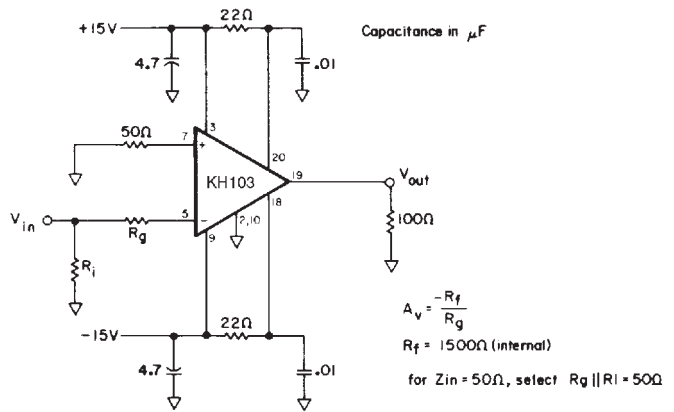 +15V
22Ω
Capacitance in µF
4.7
.01
3
50Ω
7
+
20
KH103
19
Vout
Vin
5
−
18
Rg
2,10
9
100Ω
Ri
Av = -Rf / Rg
-15V
22Ω
Rf = 1500Ω (internal)
4.7
.01
for Zin = 50Ω, select Rg || RI = 50Ω